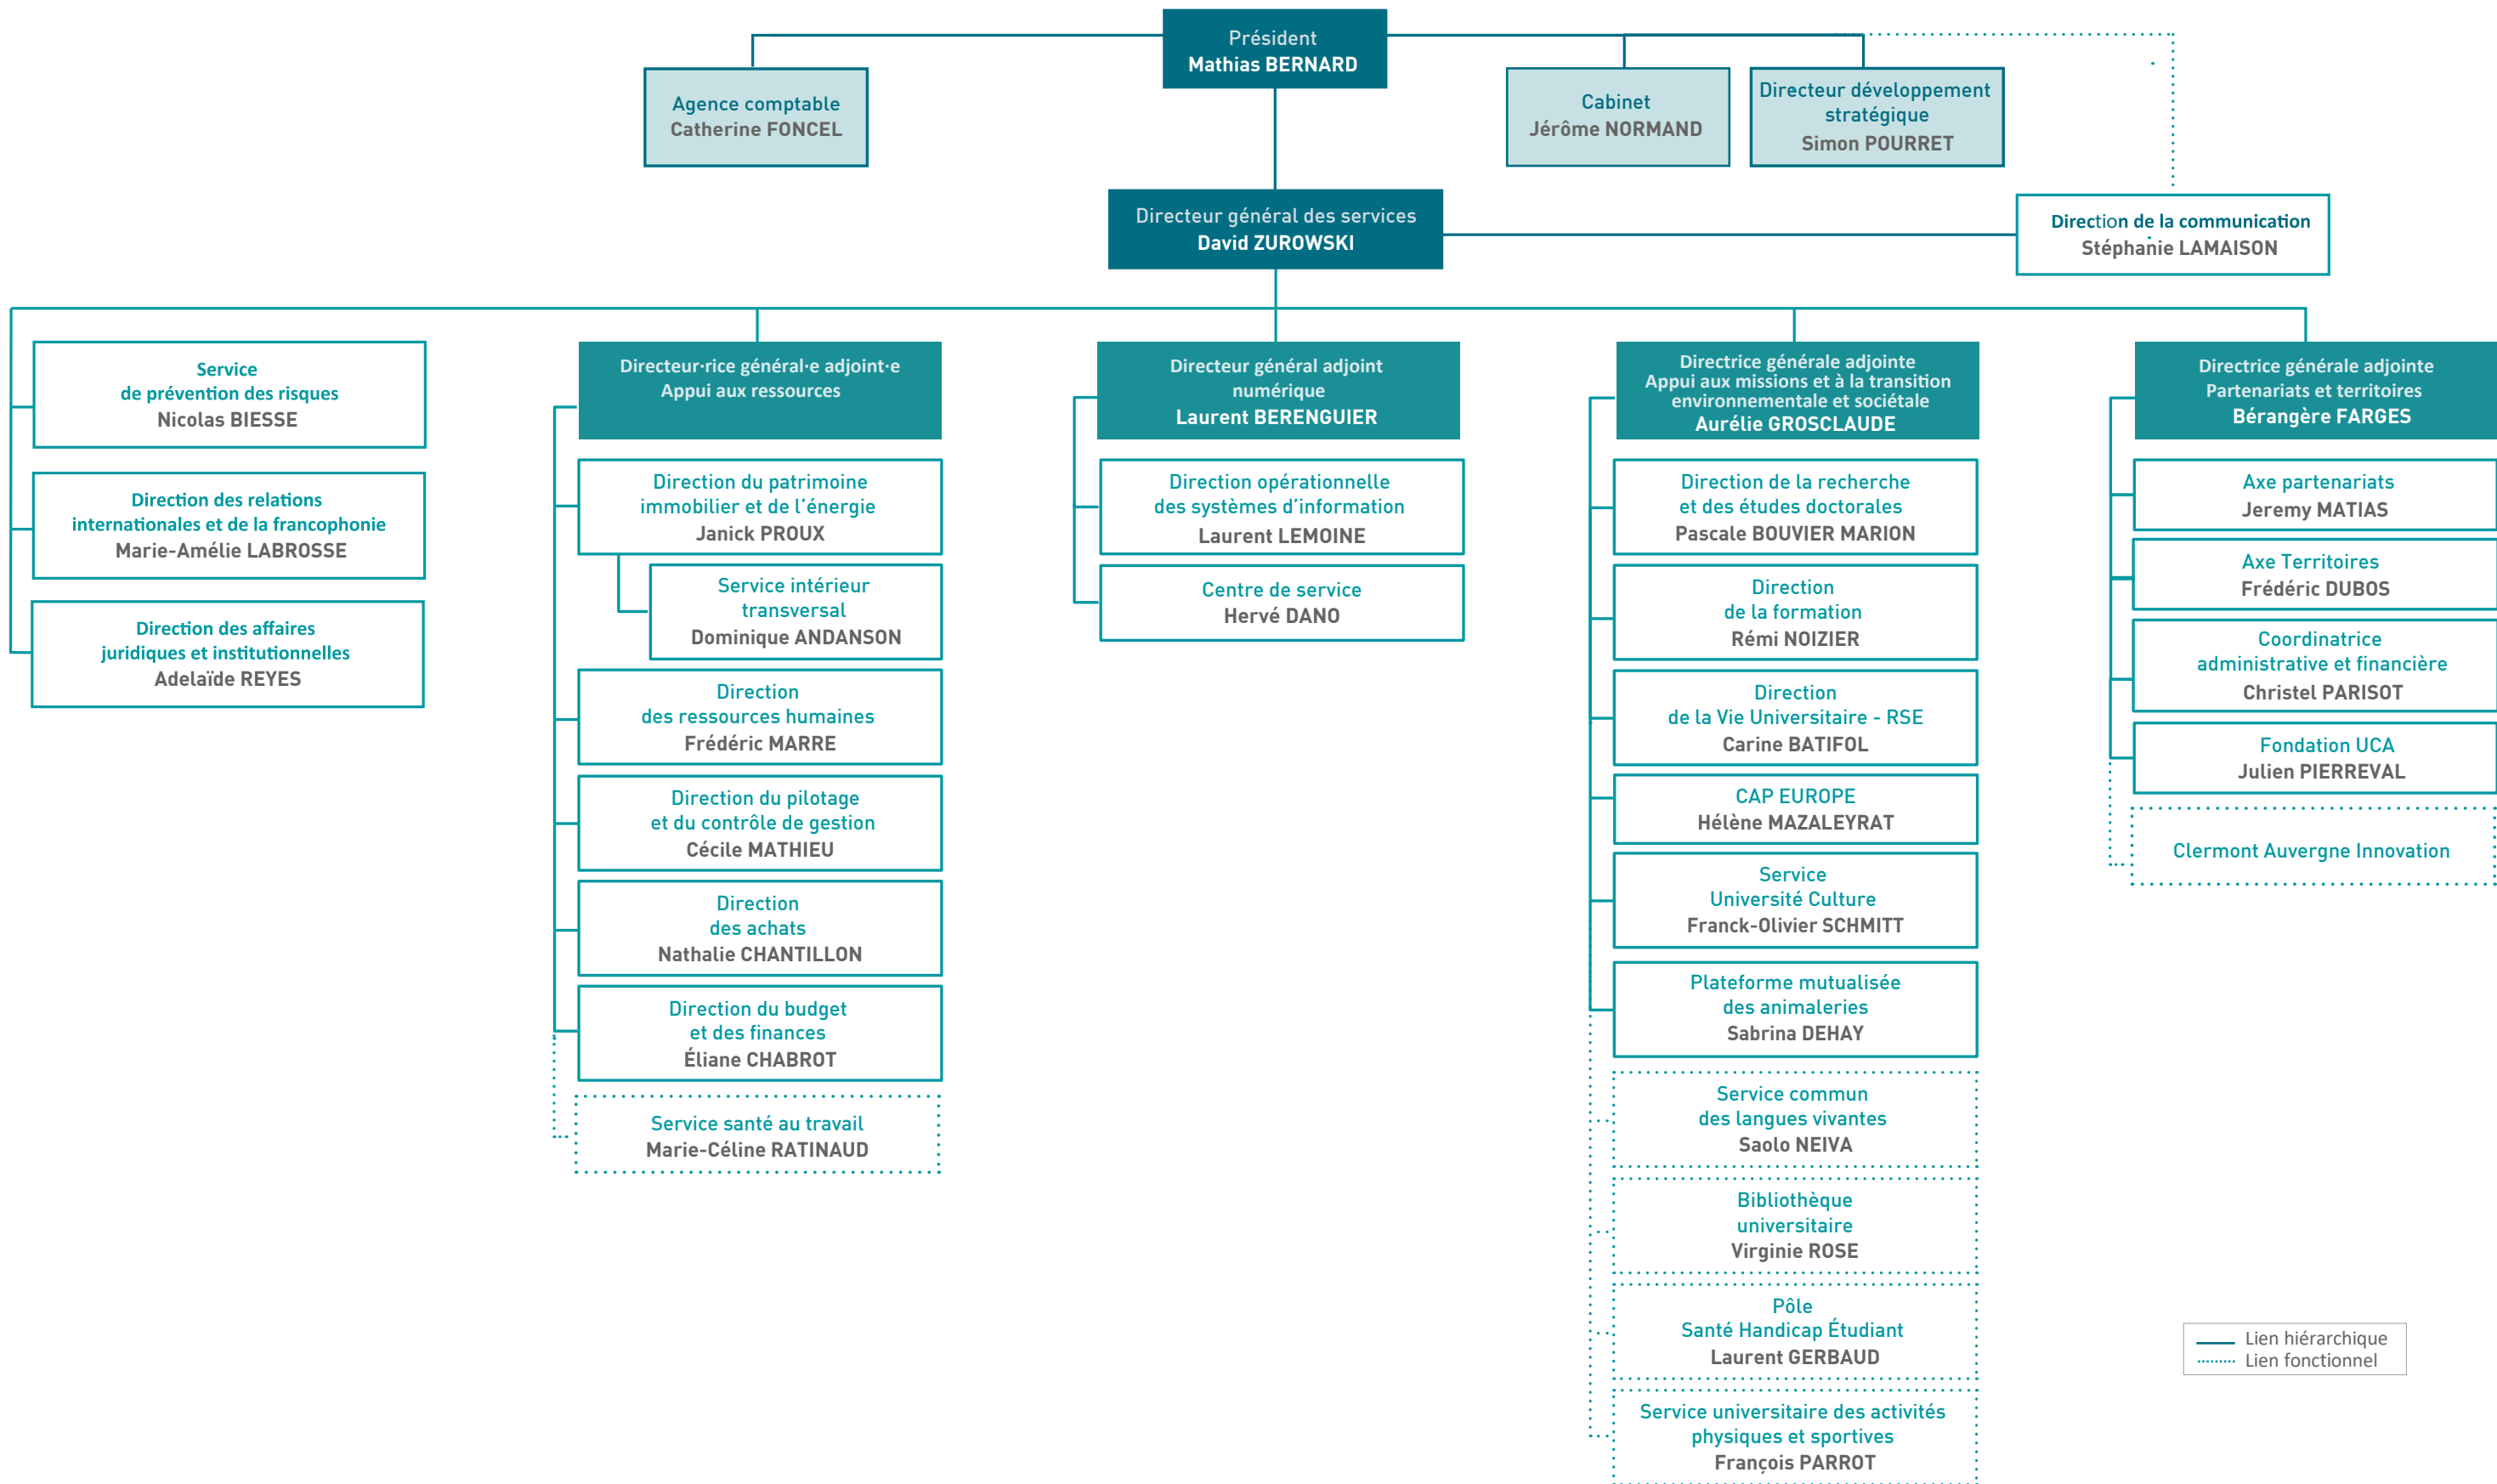 Président
Mathias BERNARD
Agence comptable
Catherine FONCEL
Cabinet
Jérôme NORMAND
Directeur développement
stratégique
Simon POURRET
Directeur général des services
David ZUROWSKI
Direction de la communication
Stéphanie LAMAISON
Service
de prévention des risques
Nicolas BIESSE
Direction des relations
internationales et de la francophonie
Marie-Amélie LABROSSE
Direction des affaires
juridiques et institutionnelles
Adelaïde REYES
Directeur·rice général·e adjoint·e
Appui aux ressources
Direction du patrimoine
immobilier et de l'énergie
Janick PROUX
Service intérieur
transversal
Dominique ANDANSON
Direction
des ressources humaines
Frédéric MARRE
Direction du pilotage
et du contrôle de gestion
Cécile MATHIEU
Direction
des achats
Nathalie CHANTILLON
Direction du budget
et des finances
Éliane CHABROT
Service santé au travail
Marie-Céline RATINAUD
Directeur général adjoint
numérique
Laurent BERENGUIER
Direction opérationnelle
des systèmes d'information
Laurent LEMOINE
Centre de service
Hervé DANO
Directrice générale adjointe
Appui aux missions et à la transition
environnementale et sociétale
Aurélie GROSCLAUDE
Direction de la recherche
et des études doctorales
Pascale BOUVIER MARION
Direction
de la formation
Rémi NOIZIER
Direction
de la Vie Universitaire - RSE
Carine BATIFOL
CAP EUROPE
Hélène MAZALEYRAT
Service
Université Culture
Franck-Olivier SCHMITT
Plateforme mutualisée
des animaleries
Sabrina DEHAY
Service commun
des langues vivantes
Saolo NEIVA
Bibliothèque
universitaire
Virginie ROSE
Pôle
Santé Handicap Étudiant
Laurent GERBAUD
Service universitaire des activités
physiques et sportives
François PARROT
Directrice générale adjointe
Partenariats et territoires
Bérangère FARGES
Axe partenariats
Jeremy MATIAS
Axe Territoires
Frédéric DUBOS
Coordinatrice
administrative et financière
Christel PARISOT
Fondation UCA
Julien PIERREVAL
Clermont Auvergne Innovation
Lien hiérarchique
Lien fonctionnel